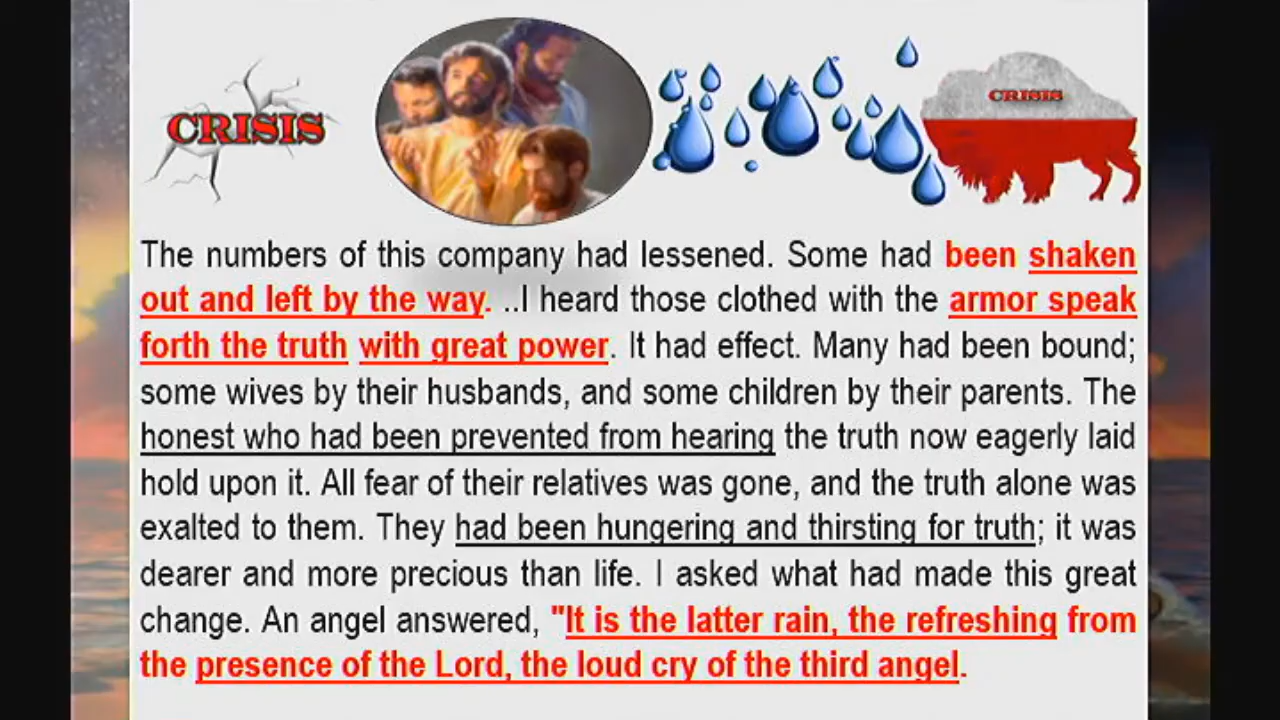 CRISIS
CRISIS
The numbers of this company had lessened. Some had been shaken
out and left by the way. ..I heard those clothed with the armor speak
forth the truth with great power. It had effect. Many had been bound;
some wives by their husbands, and some children by their parents. The
honest who had been prevented from hearing the truth now eagerly laid
hold upon it. All fear of their relatives was gone, and the truth alone was
exalted to them. They had been hungering and thirsting for truth; it was
dearer and more precious than life. I asked what had made this great
change. An angel answered, "It is the latter rain, the refreshing from
the presence of the Lord, the loud cry of the third angel.